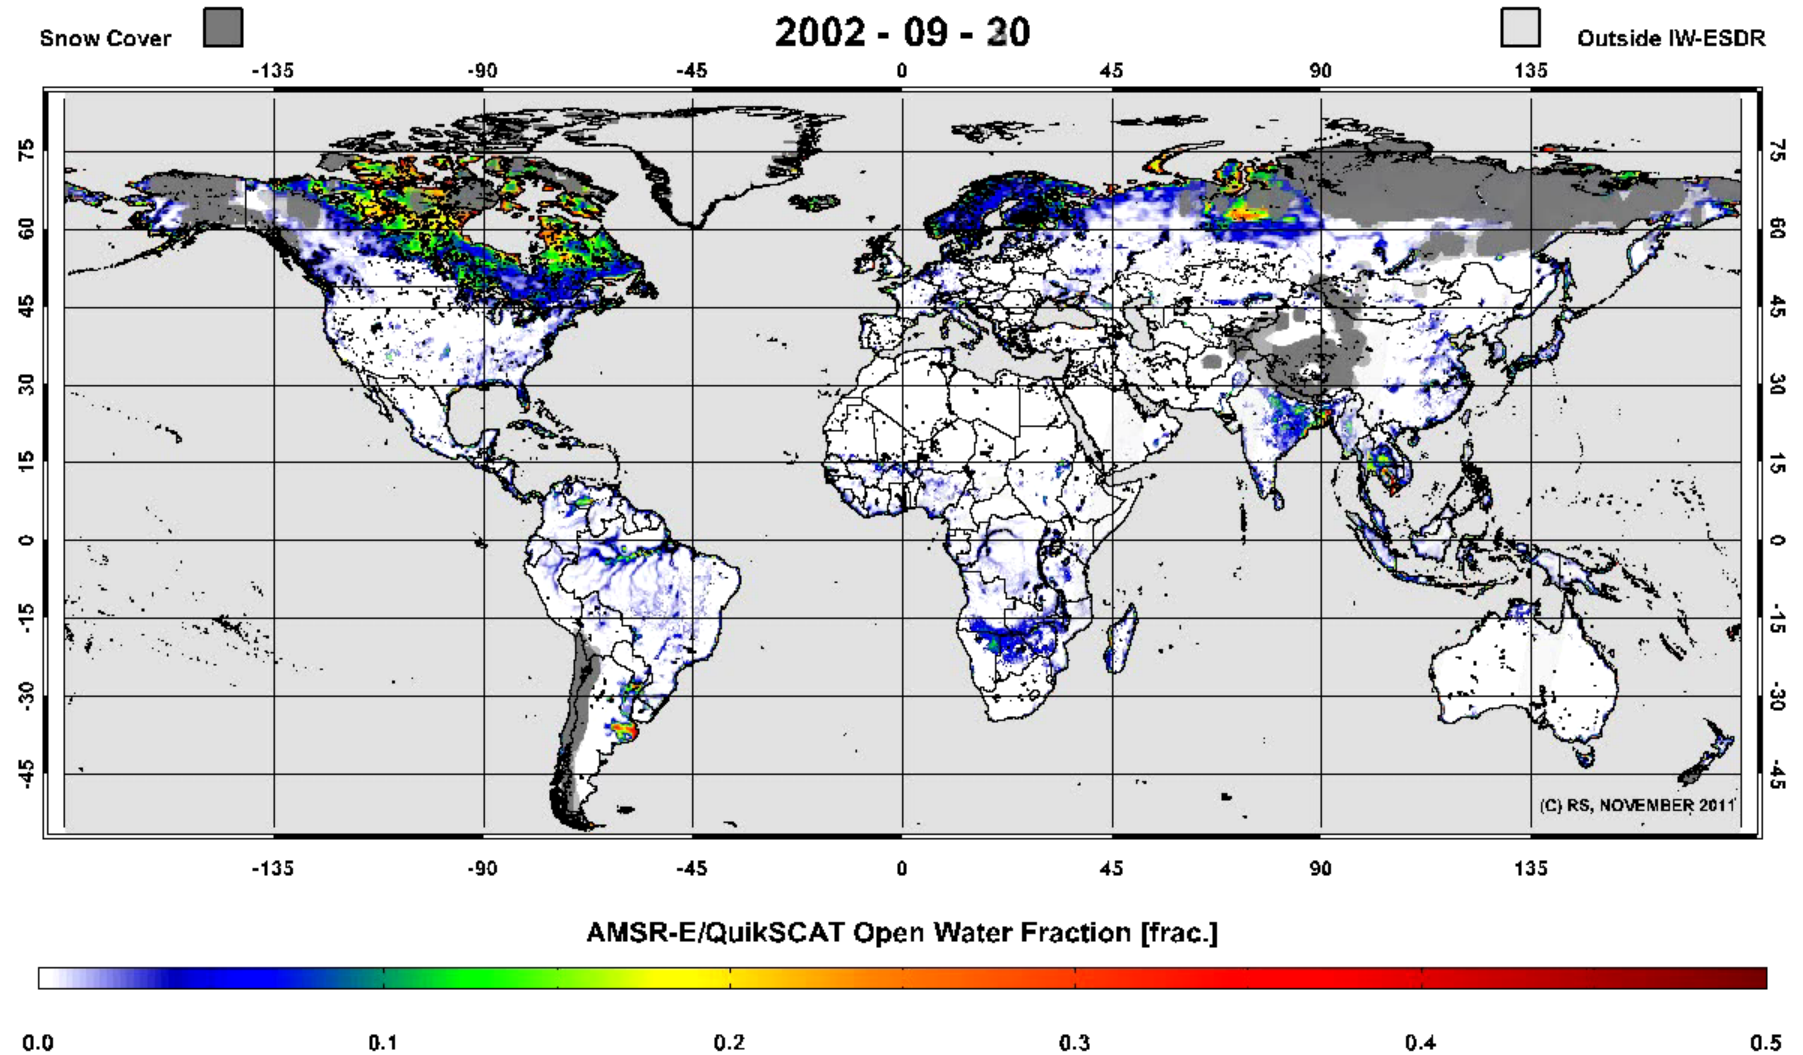 2002 - 09 - 30
Snow Cover
Outside IW-ESDR
-135 -90 -45 0 45 90 135
75 75
60 60
45 45
30 30
15 15
0 0
-15 -15
-30 -30
-45 -45
(C) RS, NOVEMBER 2011
-135 -90 -45 0 45 90 135
AMSR-E/QuikSCAT Open Water Fraction [frac.]
0.0 0.1 0.2 0.3 0.4 0.5